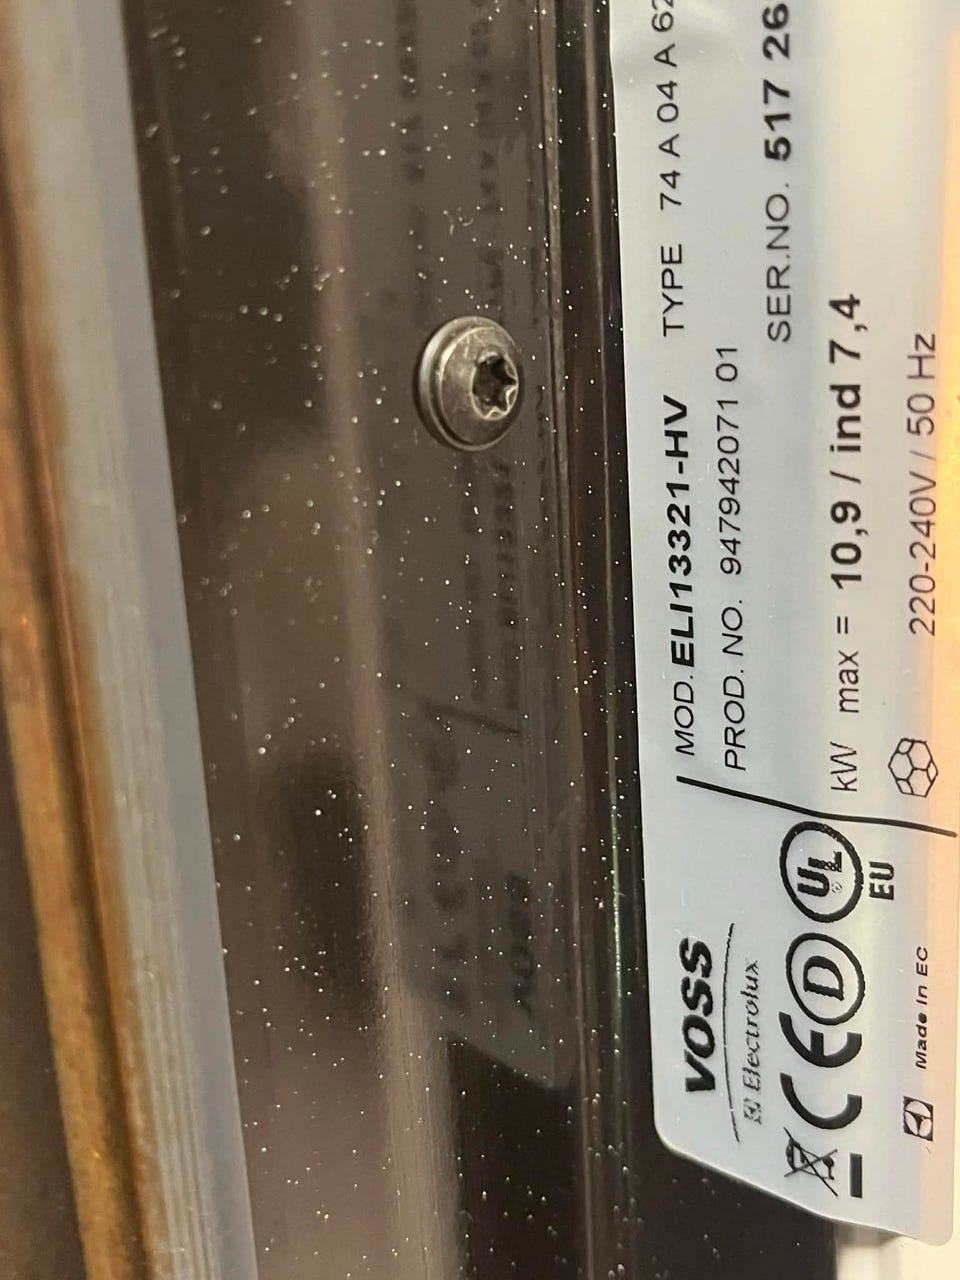 VOSS
Electrolux
CE D UL
EU
Made In EC
MOD. ELI13321-HV TYPE 74 A 04 A
PROD. NO. 947942071 01
SER.NO. 517 26
kW max = 10,9 / ind 7,4
220-240V / 50 Hz